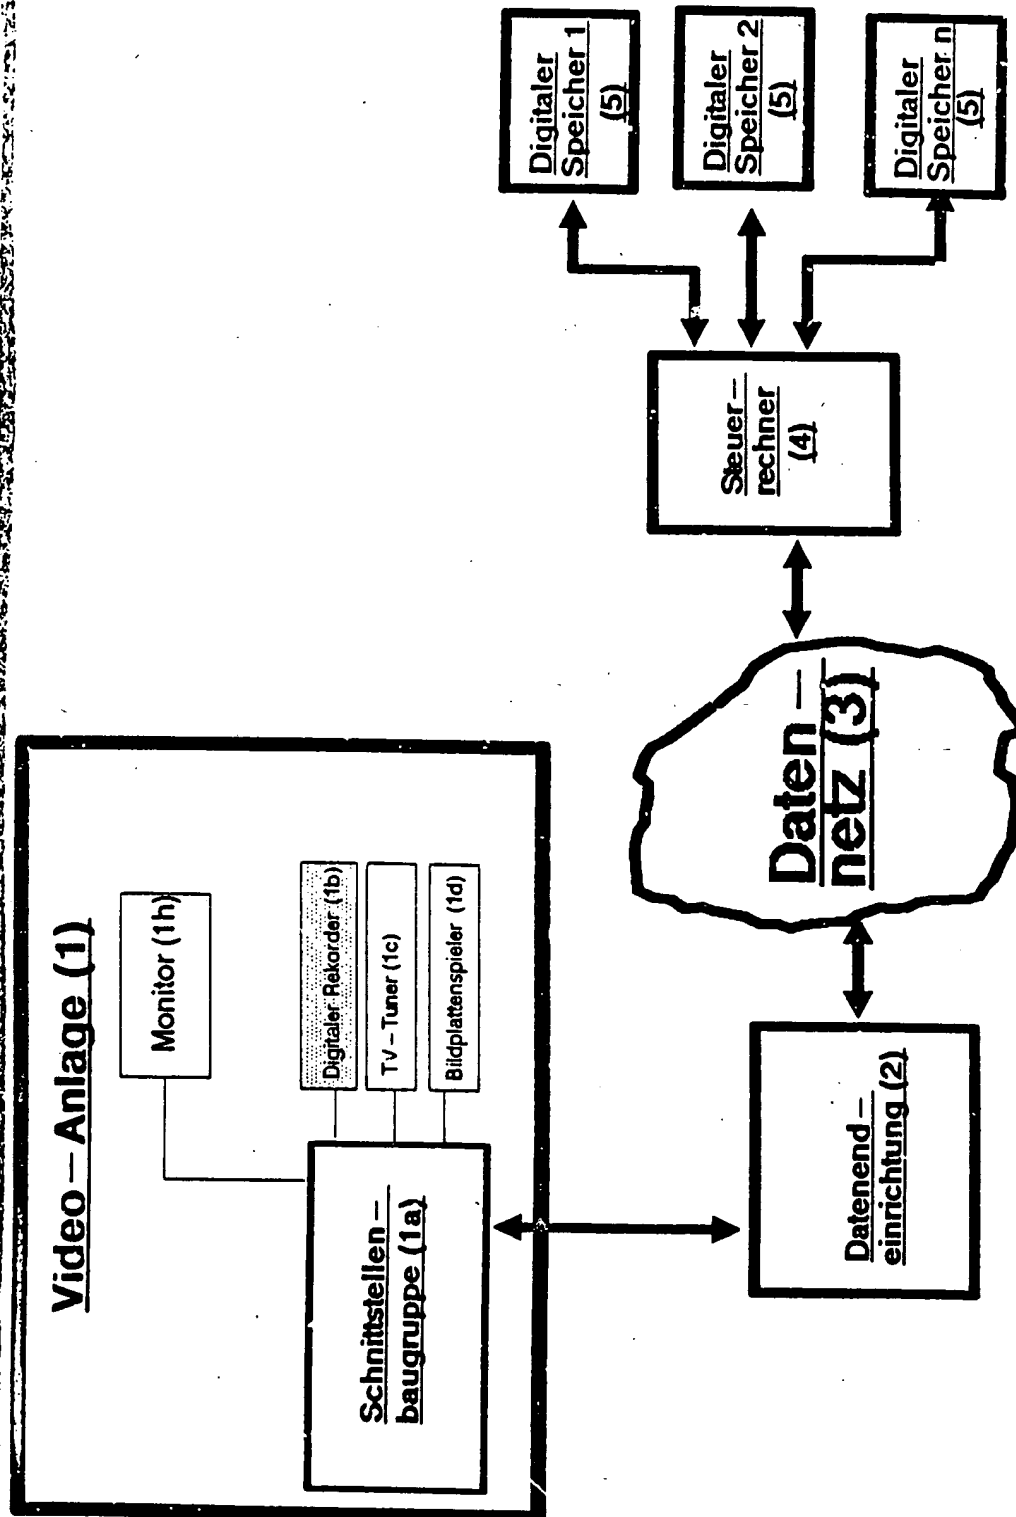 Video–Anlage (1)
Monitor (1h)
Digitaler Rekorder (1b)
TV–Tuner (1c)
Bildplattenspieler (1d)
Schnittstellen–
baugruppe (1a)
Datenend–
einrichtung (2)
Daten–
netz (3)
Steuer–
rechner
(4)
Digitaler
Speicher 1
(5)
Digitaler
Speicher 2
(5)
Digitaler
Speicher n
(5)